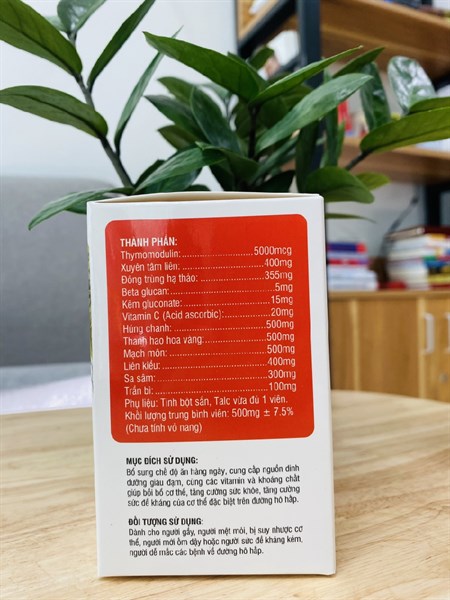 THÀNH PHẦN:
Thymomodulin:..................5000mcg
Xuyên tâm liên:..................400mg
Đông trùng hạ thảo:..................355mg
Beta glucan:..................5mg
Kẽm gluconate:..................15mg
Vitamin C (Acid ascorbic):..................20mg
Húng chanh:..................500mg
Thanh hao hoa vàng:..................500mg
Mạch môn:..................500mg
Liên kiều:..................400mg
Sa sâm:..................300mg
Trần bì:..................100mg
Phụ liệu: Tinh bột sắn, Talc vừa đủ 1 viên.
Khối lượng trung bình viên: 500mg ± 7.5%
(Chưa tính vỏ nang)
MỤC ĐÍCH SỬ DỤNG:
Bổ sung chế độ ăn hàng ngày, cung cấp nguồn dinh
dưỡng giàu đạm, cùng các vitamin và khoáng chất
giúp bồi bổ cơ thể, tăng cường sức khỏe, tăng cường
sức đề kháng của cơ thể đặc biệt trên đường hô hấp.
ĐỐI TƯỢNG SỬ DỤNG:
Dành cho người gầy, người mệt mỏi, bị suy nhược cơ
thể, người mới ốm dậy hoặc người sức đề kháng kém,
người dễ mắc các bệnh về đường hô hấp.